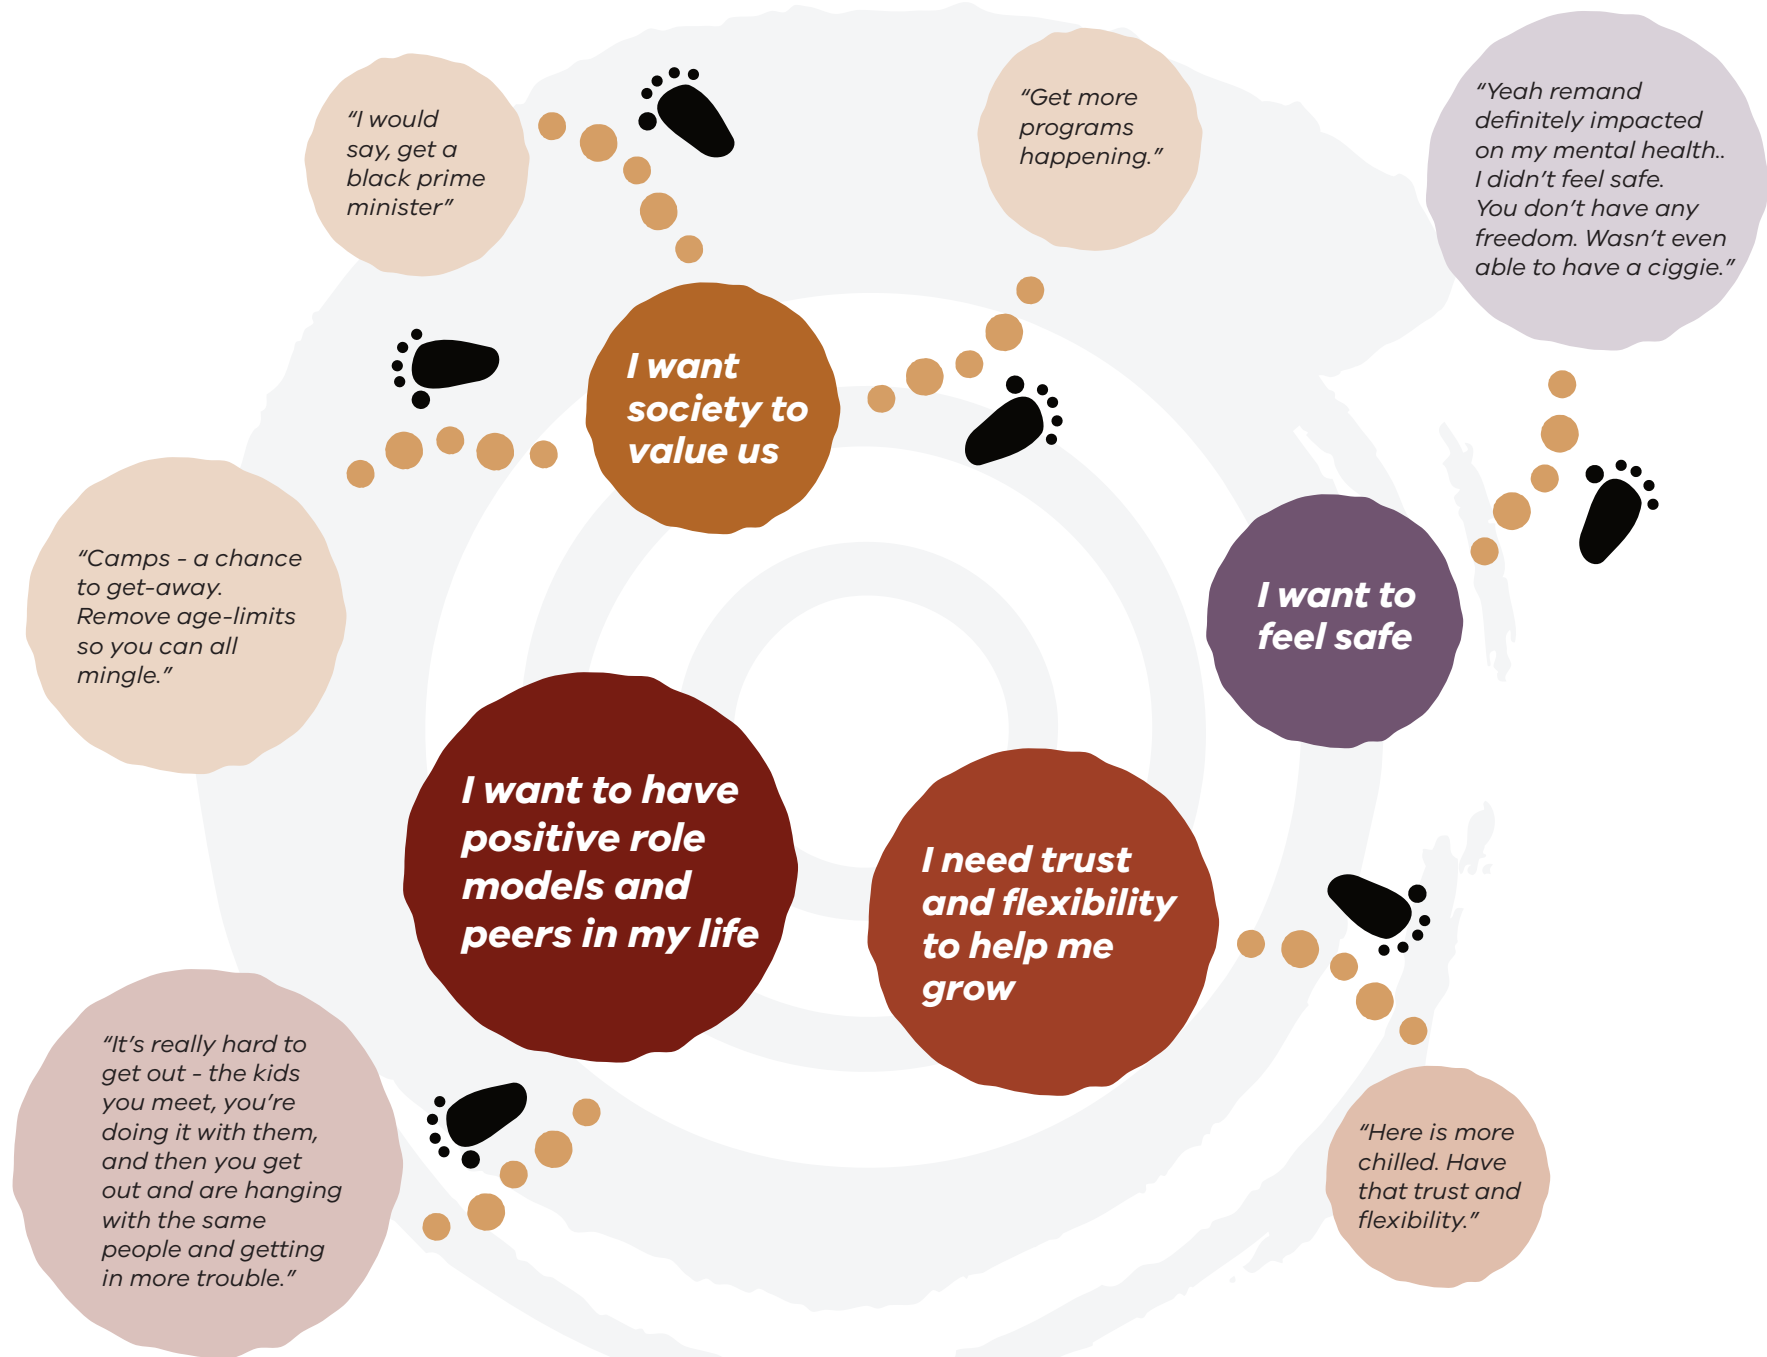 “I would
say, get a
black prime
minister”
“Get more
programs
happening.”
“Yeah remand
definitely impacted
on my mental health..
I didn’t feel safe.
You don’t have any
freedom. Wasn’t even
able to have a ciggie.”
I want
society to
value us
“Camps - a chance
to get-away.
Remove age-limits
so you can all
mingle.”
I want to
feel safe
I want to have
positive role
models and
peers in my life
I need trust
and flexibility
to help me
grow
“It’s really hard to
get out - the kids
you meet, you’re
doing it with them,
and then you get
out and are hanging
with the same
people and getting
in more trouble.”
“Here is more
chilled. Have
that trust and
flexibility.”